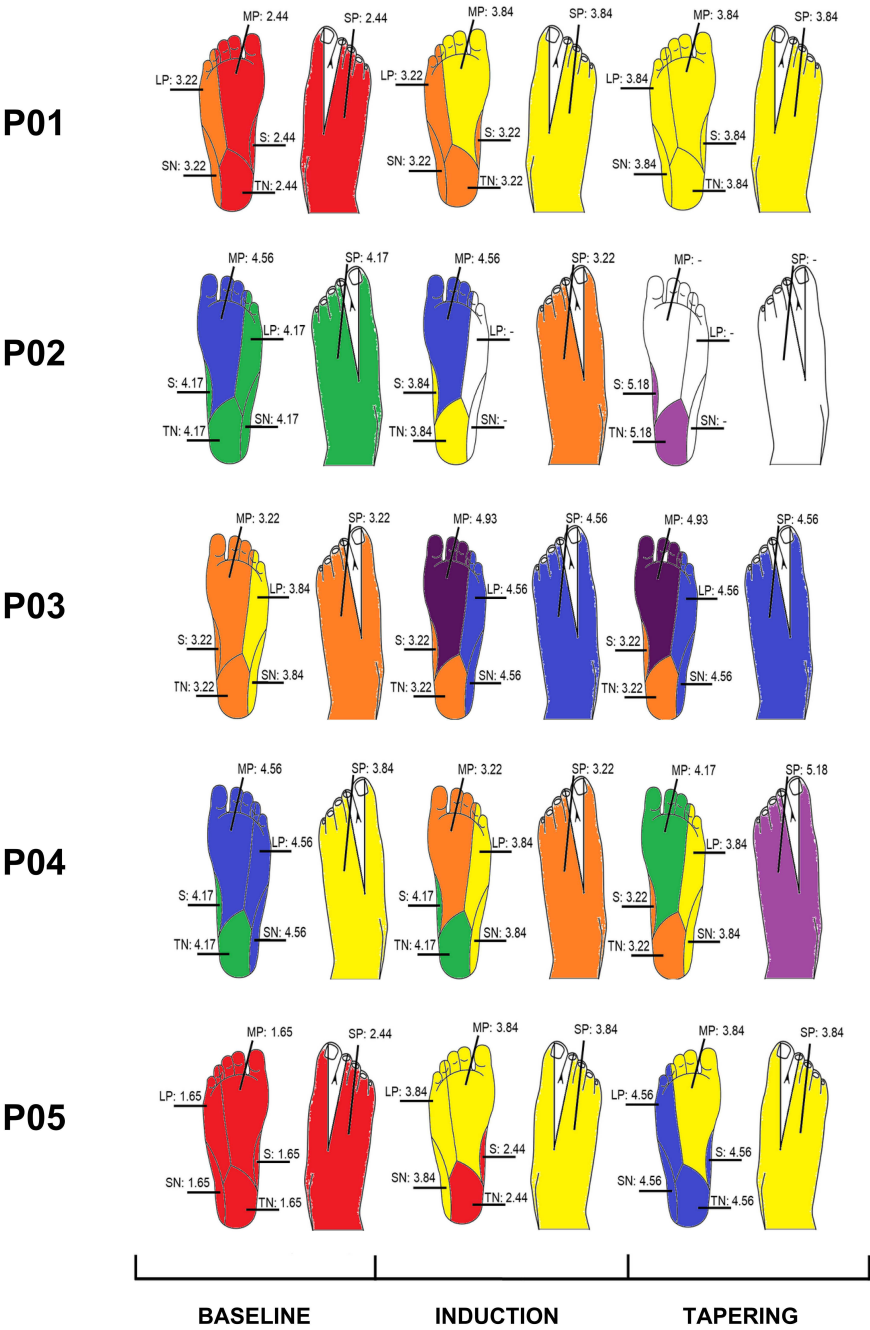 MP: 2.44
SP: 2.44
MP: 3.84
SP: 3.84
MP: 3.84
SP: 3.84
LP: 3.22
LP: 3.22
LP: 3.84
P01
S: 2.44
S: 3.22
S: 3.84
SN: 3.22
SN: 3.22
SN: 3.84
TN: 2.44
TN: 3.22
TN: 3.84
MP: 4.56
SP: 4.17
MP: 4.56
SP: 3.22
MP: -
SP: -
LP: 4.17
LP: -
LP: -
P02
S: 4.17
S: 3.84
S: 5.18
SN: 4.17
SN: -
SN: -
TN: 4.17
TN: 3.84
TN: 5.18
MP: 3.22
SP: 3.22
MP: 4.93
SP: 4.56
MP: 4.93
SP: 4.56
LP: 3.84
LP: 4.56
LP: 4.56
P03
S: 3.22
S: 3.22
S: 3.22
SN: 3.84
SN: 4.56
SN: 4.56
TN: 3.22
TN: 3.22
TN: 3.22
MP: 4.56
SP: 3.84
MP: 3.22
SP: 3.22
MP: 4.17
SP: 5.18
LP: 4.56
LP: 3.84
LP: 3.84
P04
S: 4.17
S: 4.17
S: 3.22
SN: 4.56
SN: 3.84
SN: 3.84
TN: 4.17
TN: 4.17
TN: 3.22
MP: 1.65
SP: 2.44
MP: 3.84
SP: 3.84
MP: 3.84
SP: 3.84
LP: 1.65
LP: 3.84
LP: 4.56
P05
S: 1.65
S: 2.44
S: 4.56
SN: 1.65
SN: 3.84
SN: 4.56
TN: 1.65
TN: 2.44
TN: 4.56
BASELINE
INDUCTION
TAPERING